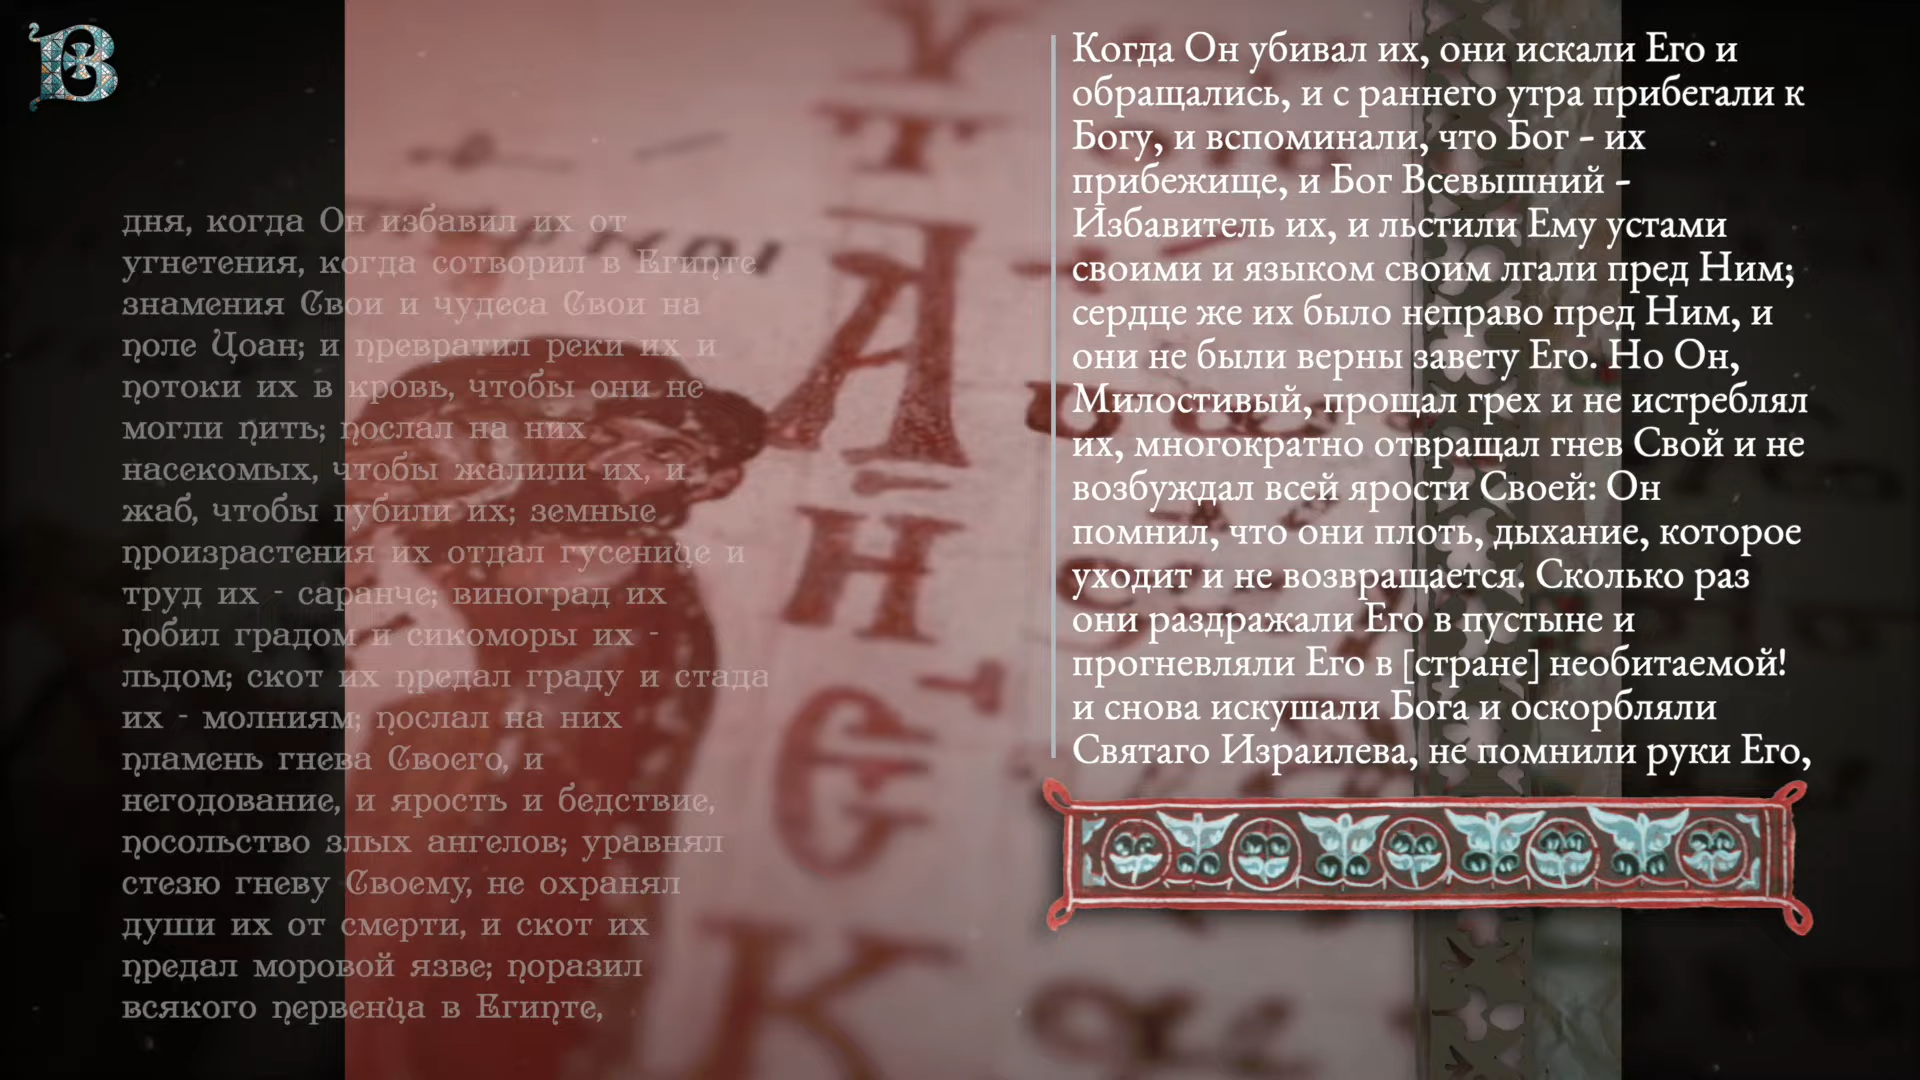 Когда Он убивал их, они искали Его и
обращались, и с раннего утра прибегали к
Богу, и вспоминали, что Бог - их
прибежище, и Бог Всевышний -
Избавитель их, и льстили Ему устами
своими и языком своим лгали пред Ним;
сердце же их было неправо пред Ним, и
они не были верны завету Его. Но Он,
Милостивый, прощал грех и не истреблял
их, многократно отвращал гнев Свой и не
возбуждал всей ярости Своей: Он
помнил, что они плоть, дыхание, которое
уходит и не возвращается. Сколько раз
они раздражали Его в пустыне и
прогневляли Его в [стране] необитаемой!
и снова искушали Бога и оскорбляли
Святаго Израилева, не помнили руки Его,
дня, когда Он избавил их от
угнетения, когда сотворил в Египте
знамения Свои и чудеса Свои на
поле Цоан; и превратил реки их и
потоки их в кровь, чтобы они не
могли пить; послал на них
насекомых, чтобы жалили их, и
жаб, чтобы губили их; земные
произрастения их отдал гусенице и
труд их - саранче; виноград их
побил градом и сикоморы их -
льдом; скот их предал граду и стада
их - молниям; послал на них
пламень гнева Своего, и
негодование, и ярость и бедствие,
посольство злых ангелов; уравнял
стезю гневу Своему, не охранял
души их от смерти, и скот их
предал моровой язве; поразил
всякого первенца в Египте,